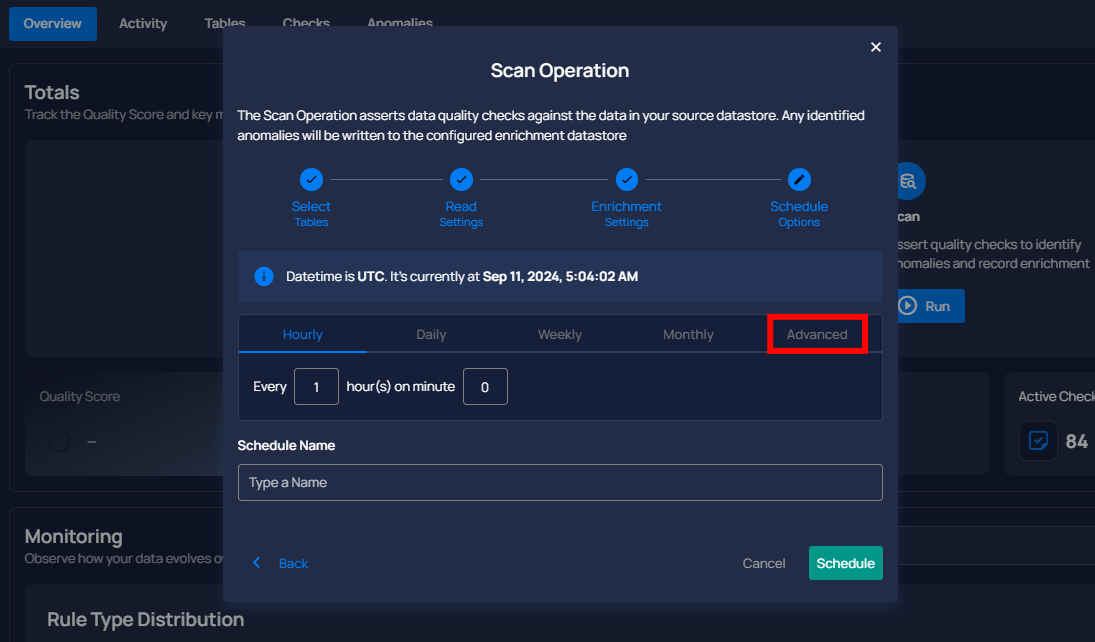 Overview Activity Tables Checks Anomalies
Scan Operation
The Scan Operation asserts data quality checks against the data in your source datastore. Any identified
anomalies will be written to the configured enrichment datastore
Select
Tables
Read
Settings
Enrichment
Settings
Schedule
Options
Datetime is UTC. It's currently at Sep 11, 2024, 5:04:02 AM
Hourly Daily Weekly Monthly Advanced
Every 1 hour(s) on minute 0
Schedule Name
Type a Name
Back Cancel Schedule
Totals
Track the Quality Score and key
Quality Score
–
can
ssert quality checks to identify
nomalies and record enrichment
Run
Active Check
84
Monitoring
Observe how your data evolves
Rule Type Distribution